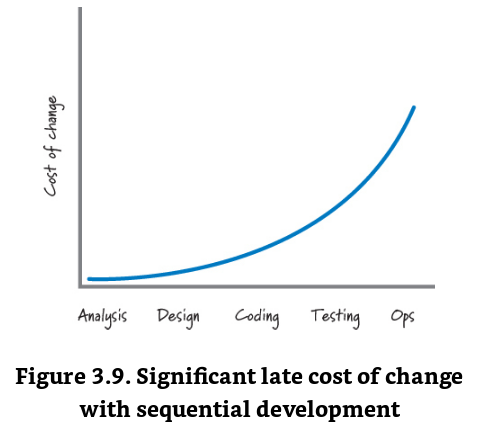 Cost of change
Analysis Design Coding Testing Ops
Figure 3.9. Significant late cost of change
with sequential development